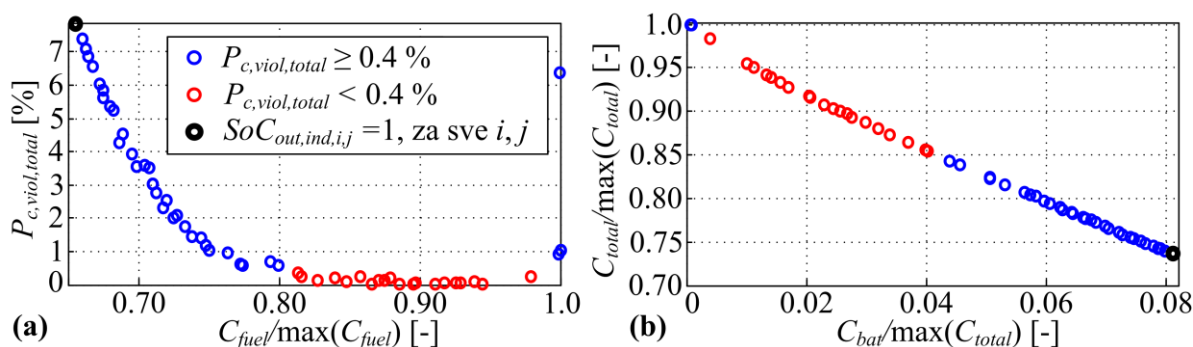 P_c,viol,total [%]
7
6
5
4
3
2
1
0
P_c,viol,total ≥ 0.4 %
P_c,viol,total < 0.4 %
SoC_out,ind,i,j =1, za sve i, j
0.70 0.80 0.90 1.0
(a) C_fuel/max(C_fuel) [-]
C_total/max(C_total) [-]
1.0
0.95
0.90
0.85
0.80
0.75
0.70
0 0.02 0.04 0.06 0.08
(b) C_bat/max(C_total) [-]